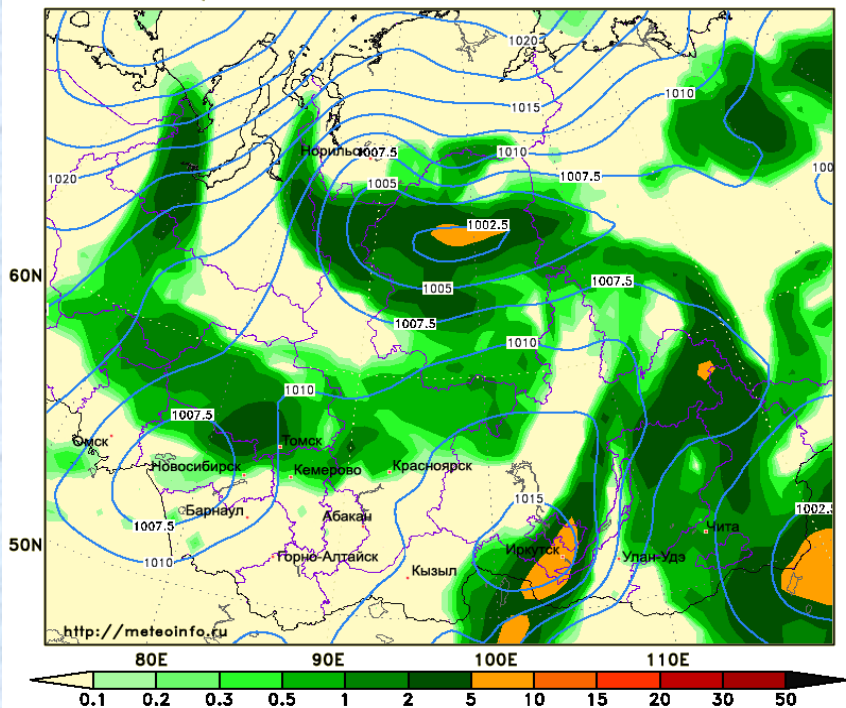 1020
1015
1010
Норильск
1007.5
1010
1007.5
1005
1020
100
1002.5
60N
1005
1007.5
1007.5
1010
1010
1007.5
Омск
Томск
Новосибирск
Кемерово
Красноярск
1015
1002.5
Барнаул
Абакан
1007.5
Чита
50N
Иркутск
Улан-Удэ
1010
Горно-Алтайск
Кызыл
http://meteoinfo.ru
80E 90E 100E 110E
0.1 0.2 0.3 0.5 1 2 5 10 15 20 30 50